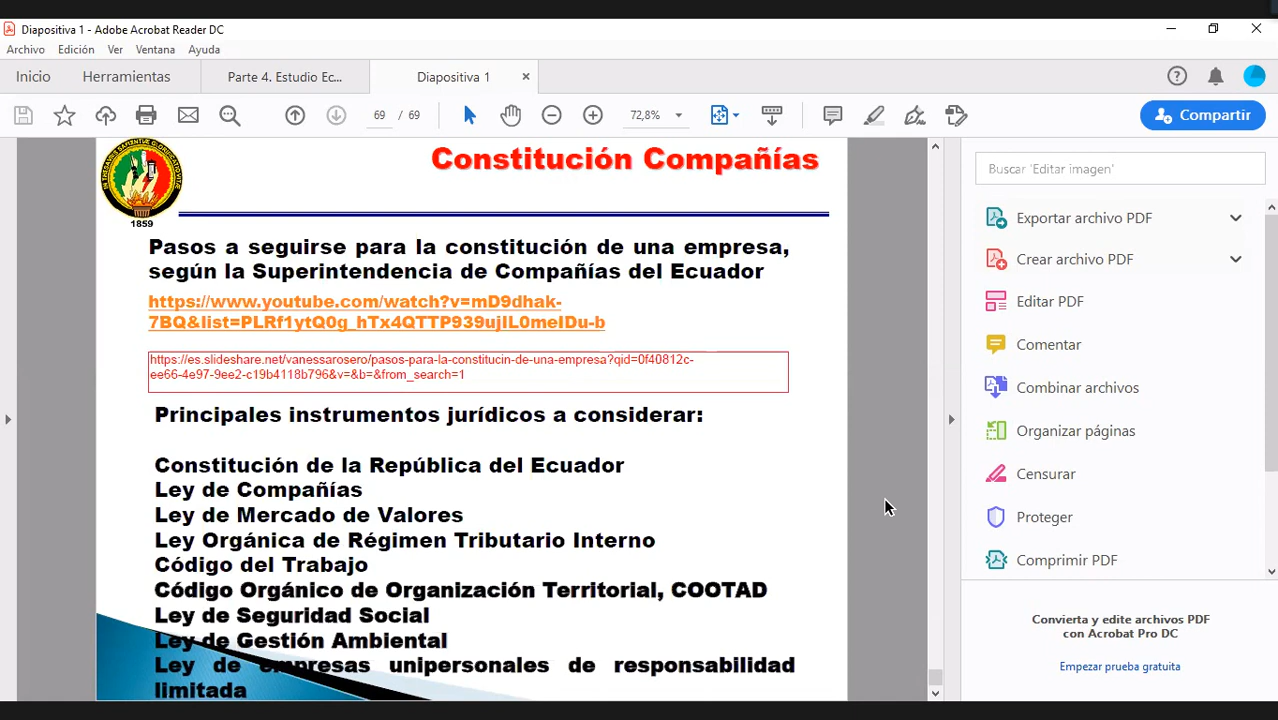 Diapositiva 1 - Adobe Acrobat Reader DC
Archivo Edición Ver Ventana Ayuda
Inicio Herramientas Parte 4. Estudio Ec... Diapositiva 1
69 / 69 72,8% Compartir
Constitución Compañías
1859
Pasos a seguirse para la constitución de una empresa,
según la Superintendencia de Compañías del Ecuador
https://www.youtube.com/watch?v=mD9dhak-
7BQ&list=PLRf1ytQ0g_hTx4QTTP939ujIL0meIDu-b
https://es.slideshare.net/vanessarosero/pasos-para-la-constitucin-de-una-empresa?qid=0f40812c-
ee66-4e97-9ee2-c19b4118b796&v=&b=&from_search=1
Principales instrumentos jurídicos a considerar:
Constitución de la República del Ecuador
Ley de Compañías
Ley de Mercado de Valores
Ley Orgánica de Régimen Tributario Interno
Código del Trabajo
Código Orgánico de Organización Territorial, COOTAD
Ley de Seguridad Social
Ley de Gestión Ambiental
Ley de empresas unipersonales de responsabilidad
limitada
Buscar 'Editar imagen'
Exportar archivo PDF
Crear archivo PDF
Editar PDF
Comentar
Combinar archivos
Organizar páginas
Censurar
Proteger
Comprimir PDF
Convierta y edite archivos PDF
con Acrobat Pro DC
Empezar prueba gratuita